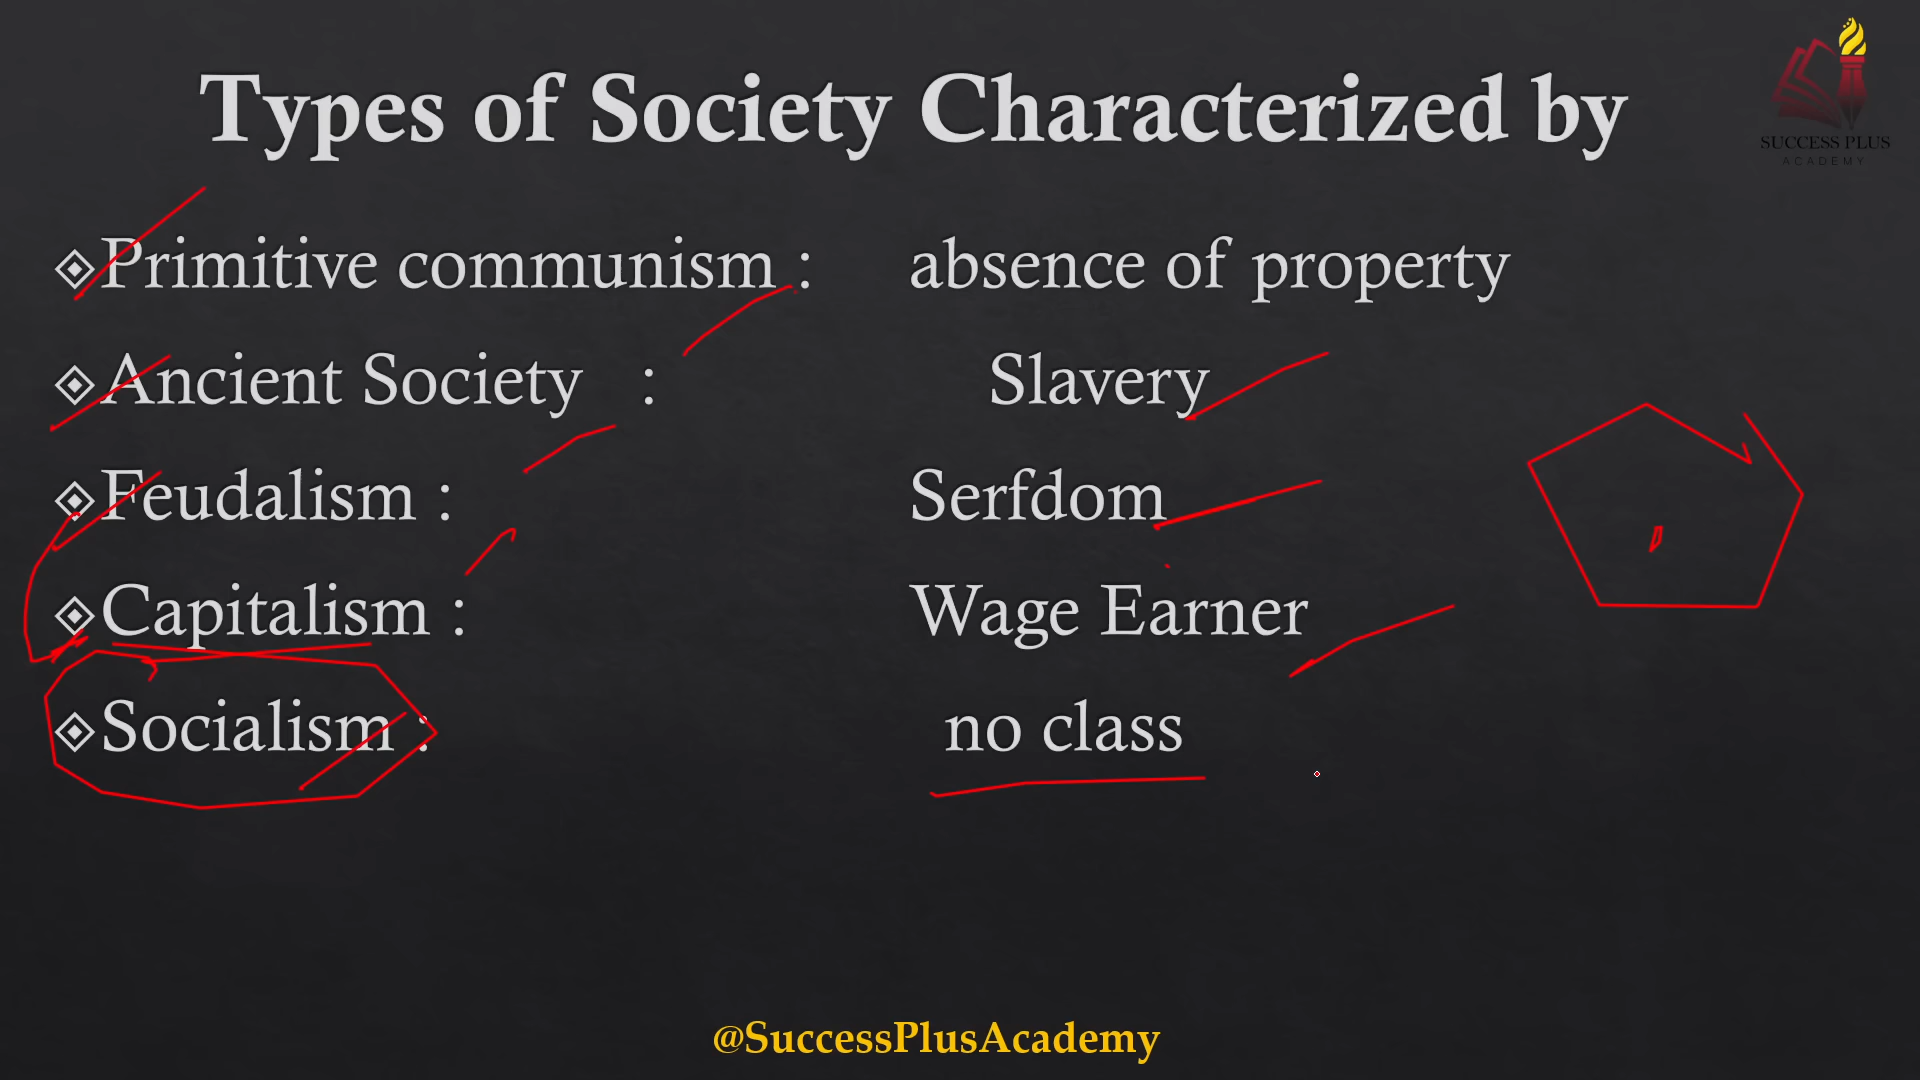 Types of Society Characterized by
SUCCESS PLUS
ACADEMY
Primitive communism : absence of property
Ancient Society : Slavery
Feudalism : Serfdom
Capitalism : Wage Earner
Socialism : no class
@SuccessPlusAcademy